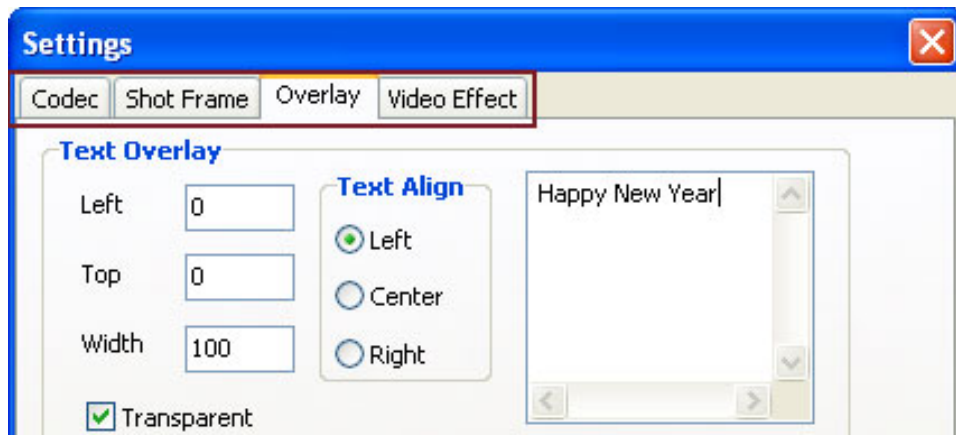 Settings
Codec Shot Frame Overlay Video Effect
Text Overlay
Left 0
Top 0
Width 100
Transparent
Text Align
Left
Center
Right
Happy New Year